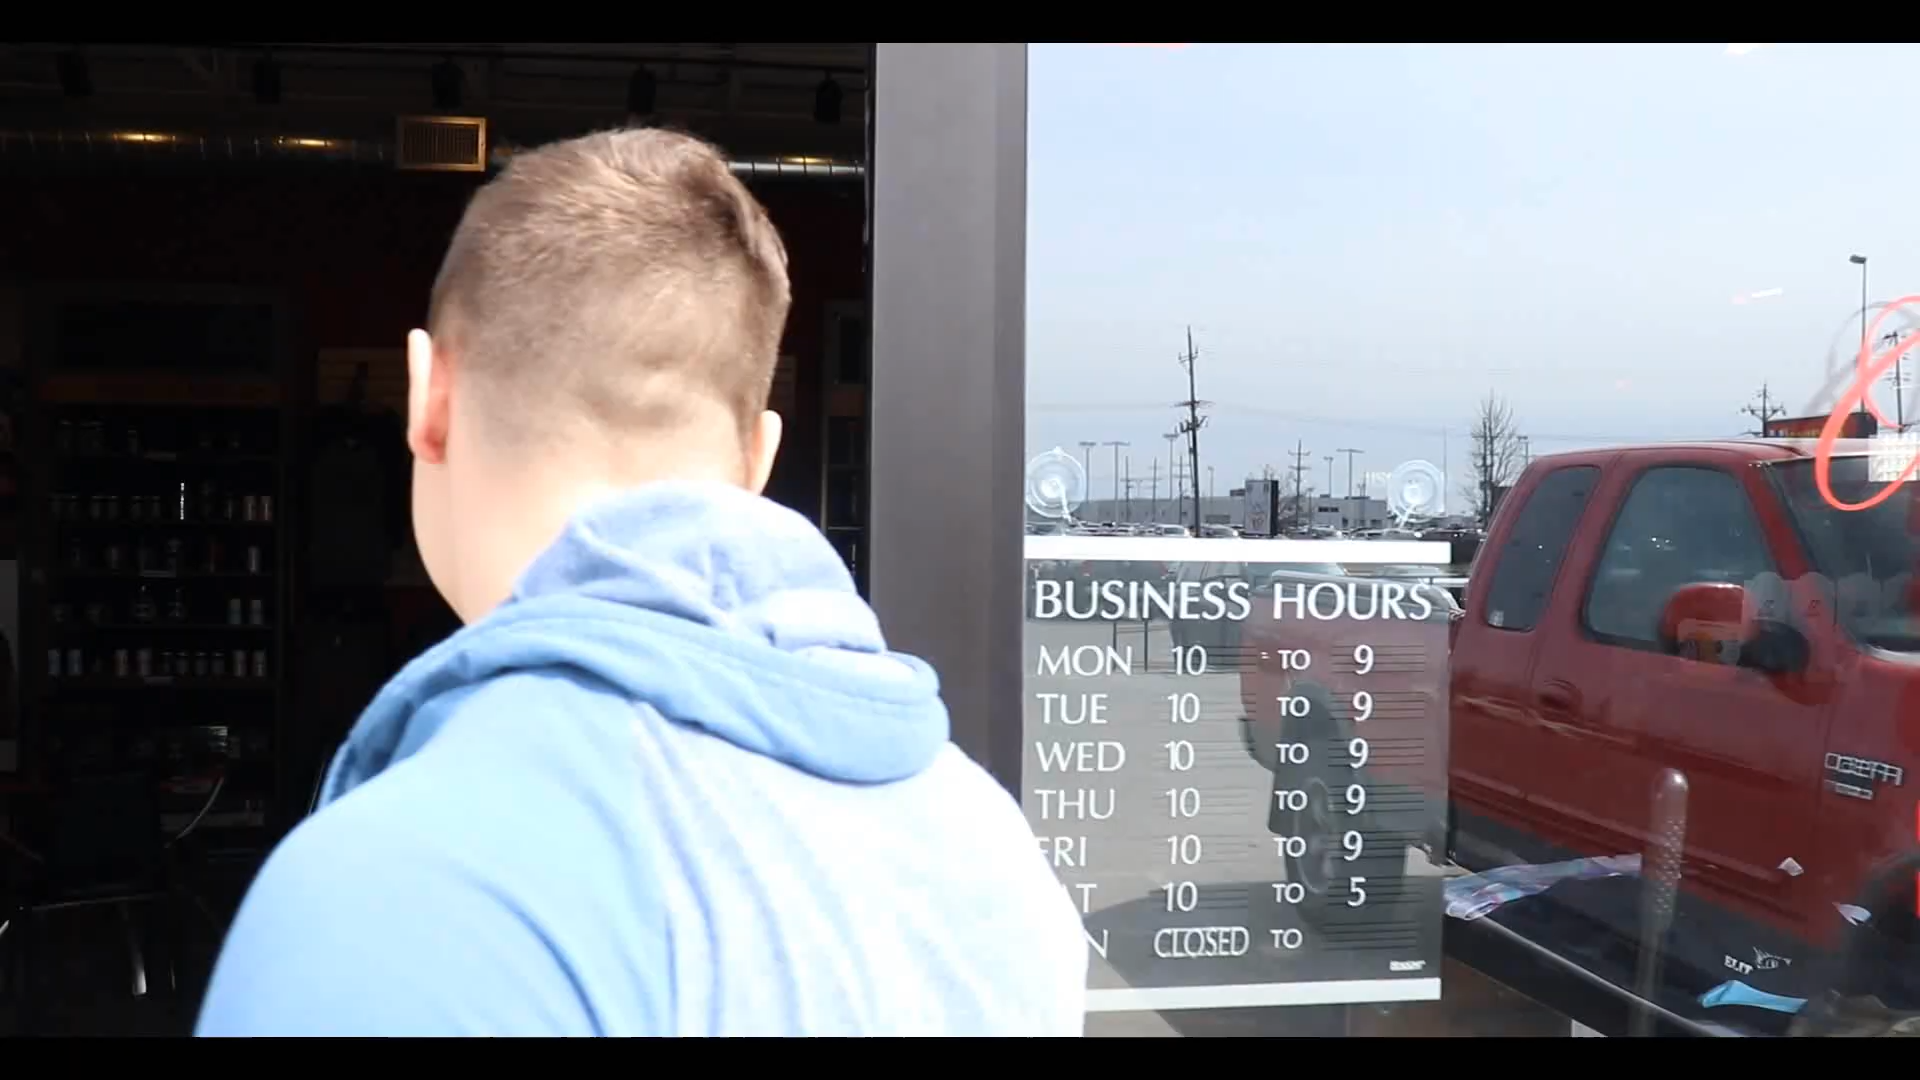 BUSINESS HOURS
MON 10 TO 9
TUE 10 TO 9
WED 10 TO 9
THU 10 TO 9
FRI 10 TO 9
T 10 TO 5
N CLOSED TO
ELIT